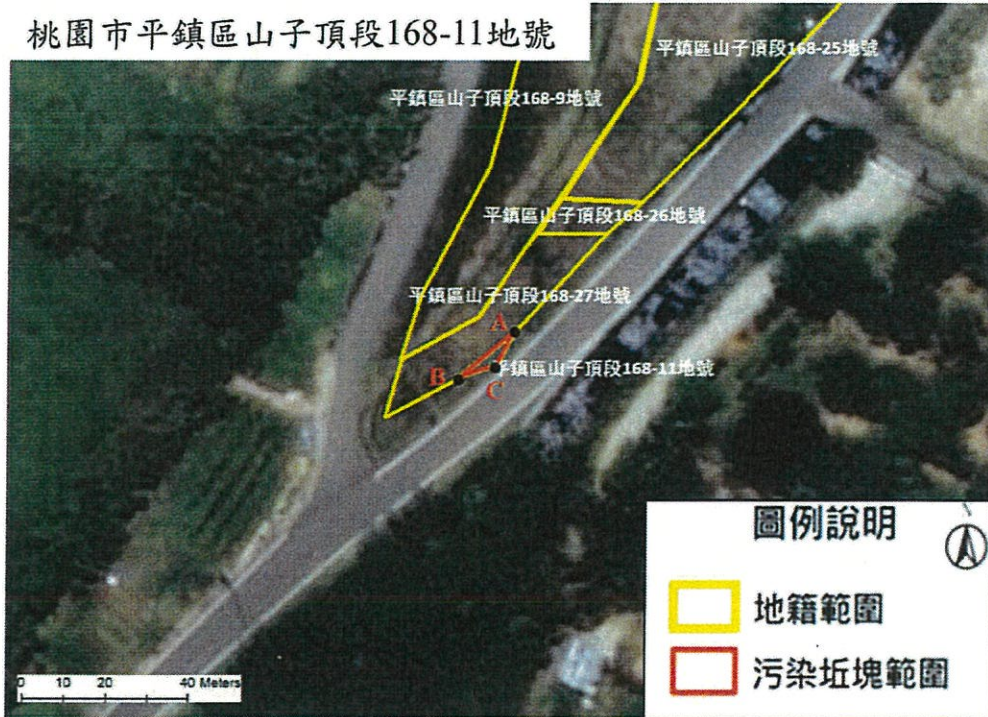 桃園市平鎮區山子頂段168-11地號
平鎮區山子頂段168-25地號
平鎮區山子頂段168-9地號
平鎮區山子頂段168-26地號
平鎮區山子頂段168-27地號
A
B
C
平鎮區山子頂段168-11地號
圖例說明
地籍範圍
污染坵塊範圍
0 10 20 40 Meters